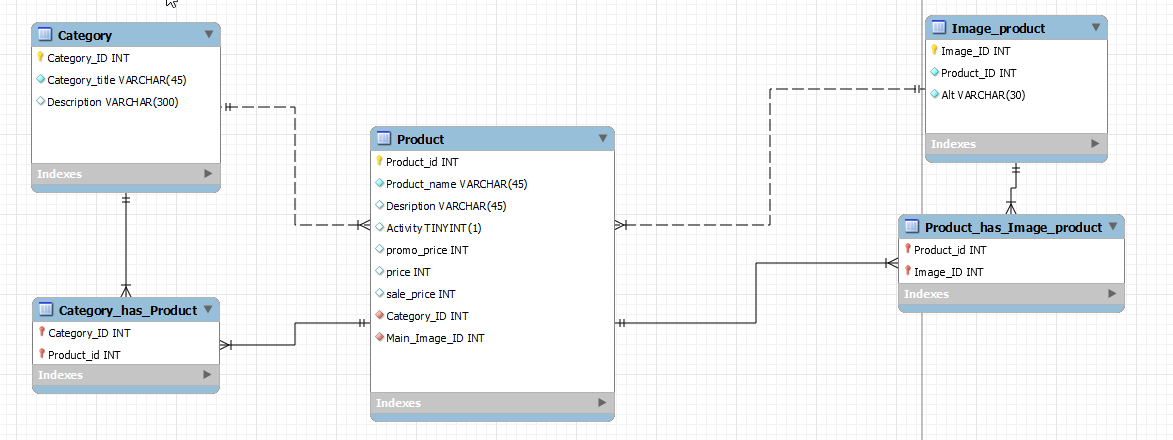 Category
Category_ID INT
Category_title VARCHAR(45)
Description VARCHAR(300)
Indexes
Category_has_Product
Category_ID INT
Product_id INT
Indexes
Product
Product_id INT
Product_name VARCHAR(45)
Desription VARCHAR(45)
Activity TINYINT(1)
promo_price INT
price INT
sale_price INT
Category_ID INT
Main_Image_ID INT
Indexes
Image_product
Image_ID INT
Product_ID INT
Alt VARCHAR(30)
Indexes
Product_has_Image_product
Product_id INT
Image_ID INT
Indexes